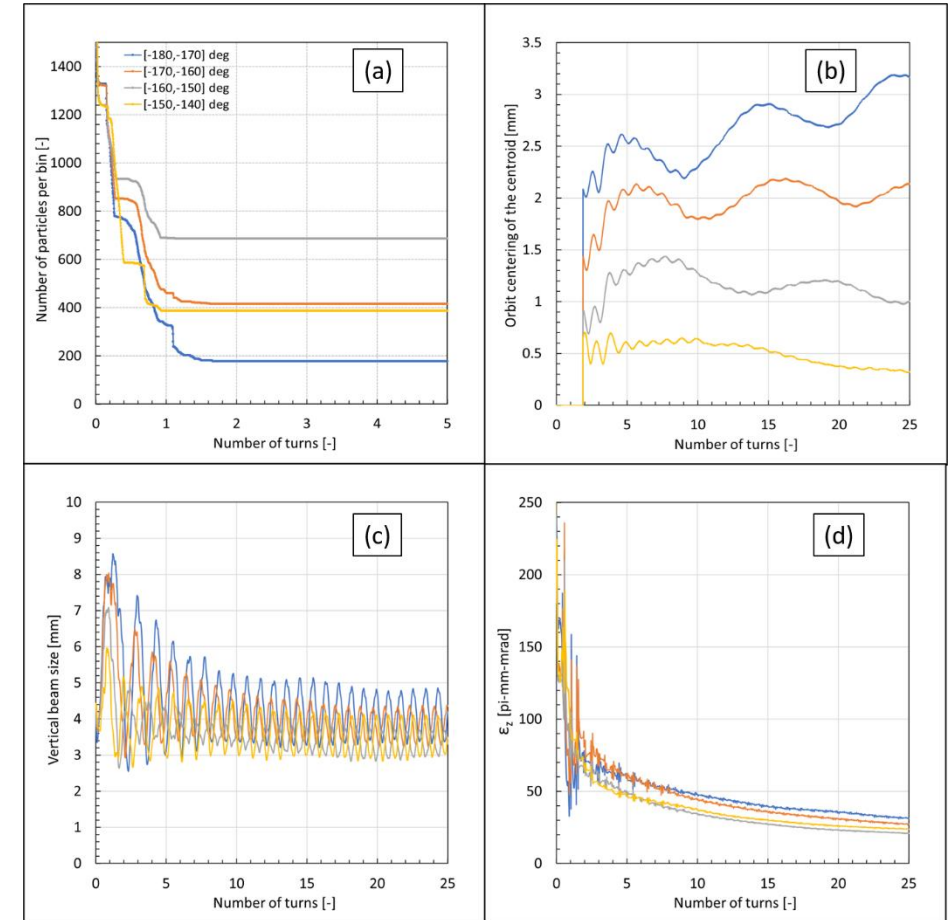 (a)
[-180,-170] deg
[-170,-160] deg
[-160,-150] deg
[-150,-140] deg
Number of particles per bin [-]
1400
1200
1000
800
600
400
200
0
0 1 2 3 4 5
Number of turns [-]
(b)
Orbit centering of the centroid [mm]
3.5
3
2.5
2
1.5
1
0.5
0
0 5 10 15 20 25
Number of turns [-]
(c)
Vertical beam size [mm]
10
9
8
7
6
5
4
3
2
1
0
0 5 10 15 20 25
Number of turns [-]
(d)
εz [pi-mm-mrad]
250
200
150
100
50
0
0 5 10 15 20 25
Number of turns [-]